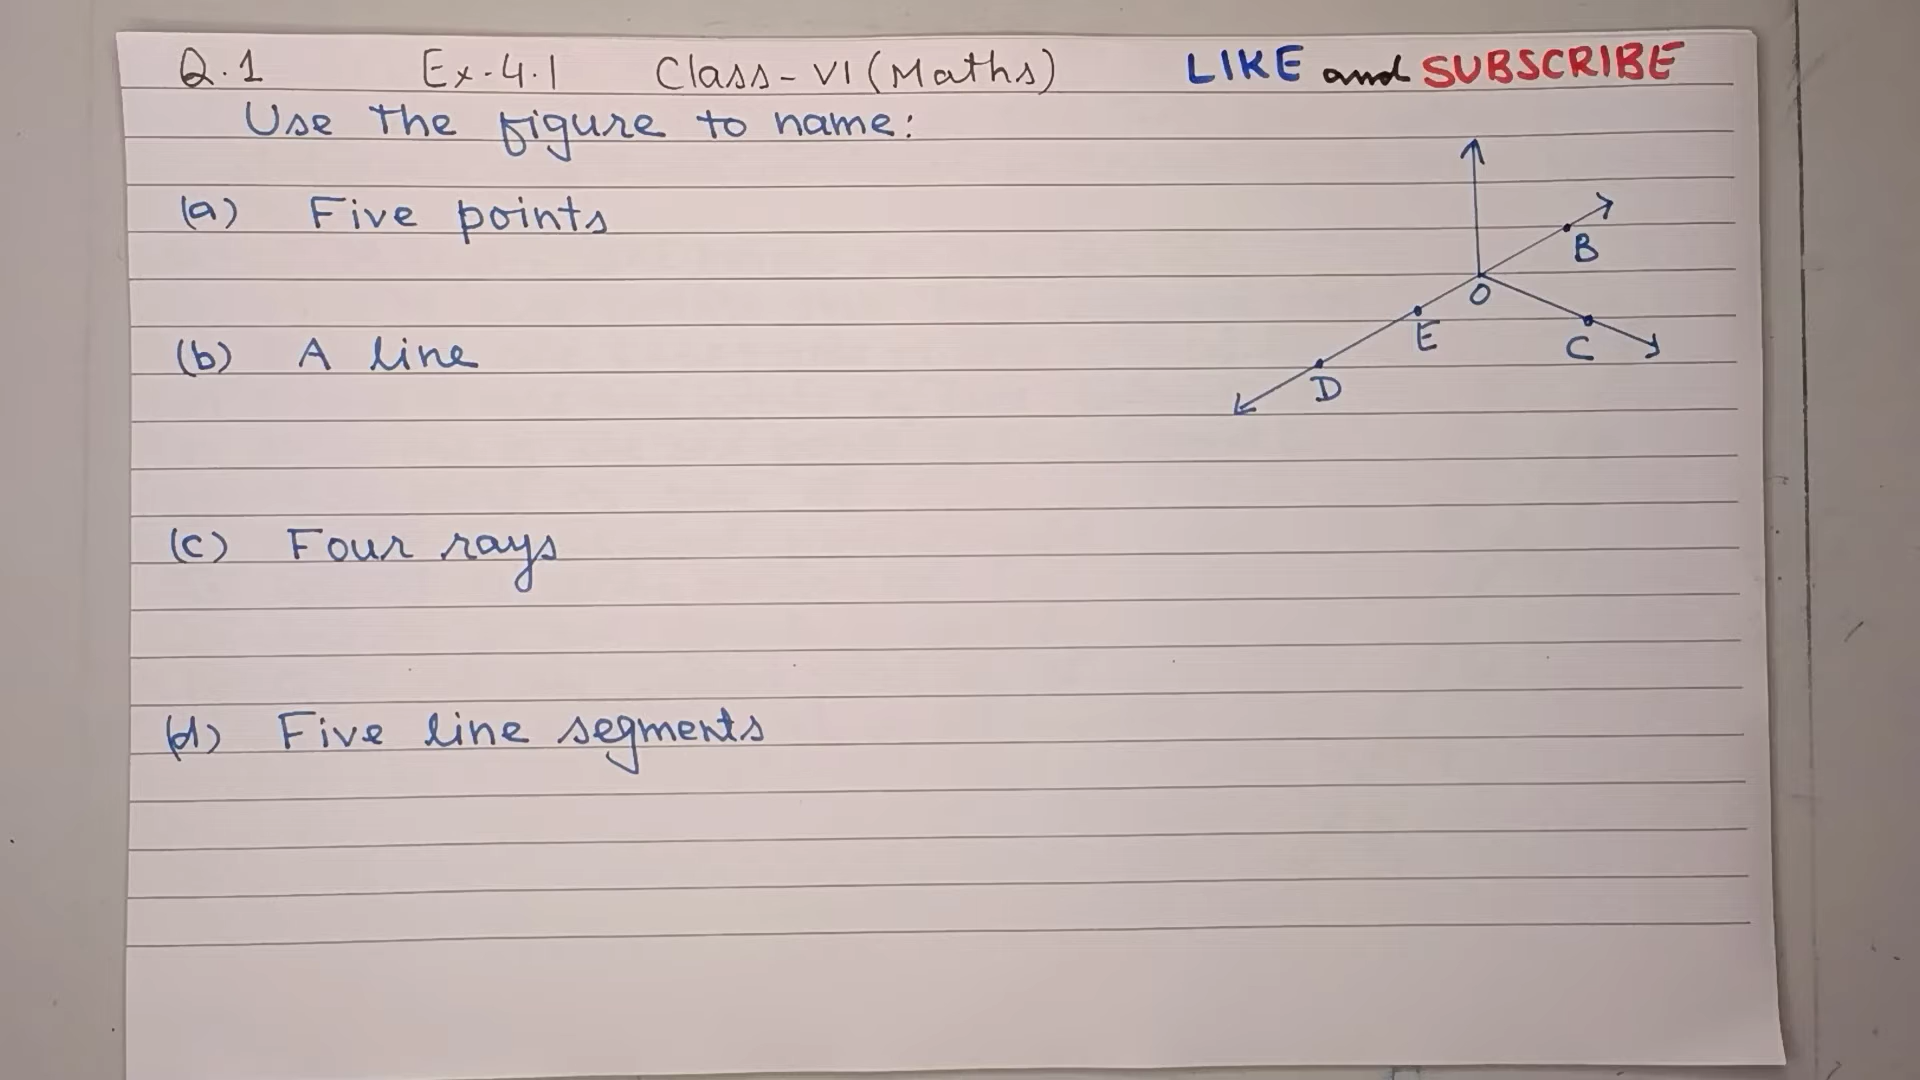 Q.1 Ex-4.1 Class-VI (Maths) LIKE and SUBSCRIBE
Use the figure to name:
(a) Five points
(b) A line
(c) Four rays
(d) Five line segments
B
O
E
C
D